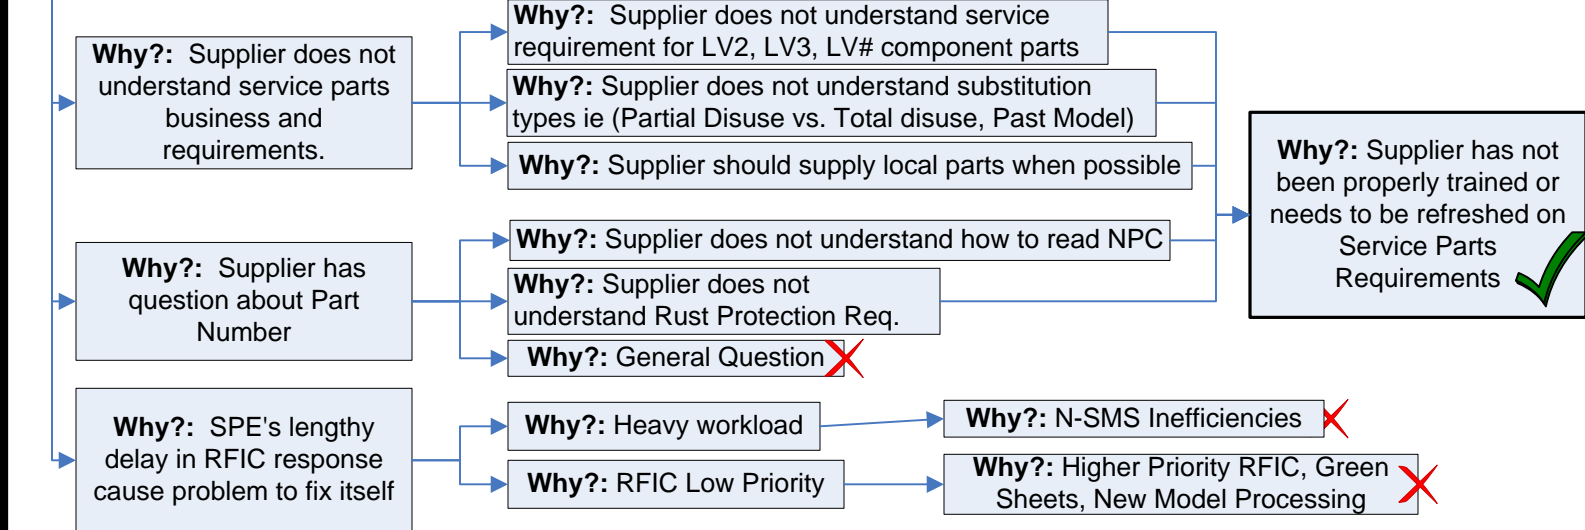 Why?: Supplier does not
understand service parts
business and
requirements.
Why?: Supplier does not understand service
requirement for LV2, LV3, LV# component parts
Why?: Supplier does not understand substitution
types ie (Partial Disuse vs. Total disuse, Past Model)
Why?: Supplier should supply local parts when possible
Why?: Supplier has not
been properly trained or
needs to be refreshed on
Service Parts
Requirements
Why?: Supplier has
question about Part
Number
Why?: Supplier does not understand how to read NPC
Why?: Supplier does not
understand Rust Protection Req.
Why?: General Question
Why?: SPE's lengthy
delay in RFIC response
cause problem to fix itself
Why?: Heavy workload
Why?: N-SMS Inefficiencies
Why?: RFIC Low Priority
Why?: Higher Priority RFIC, Green
Sheets, New Model Processing